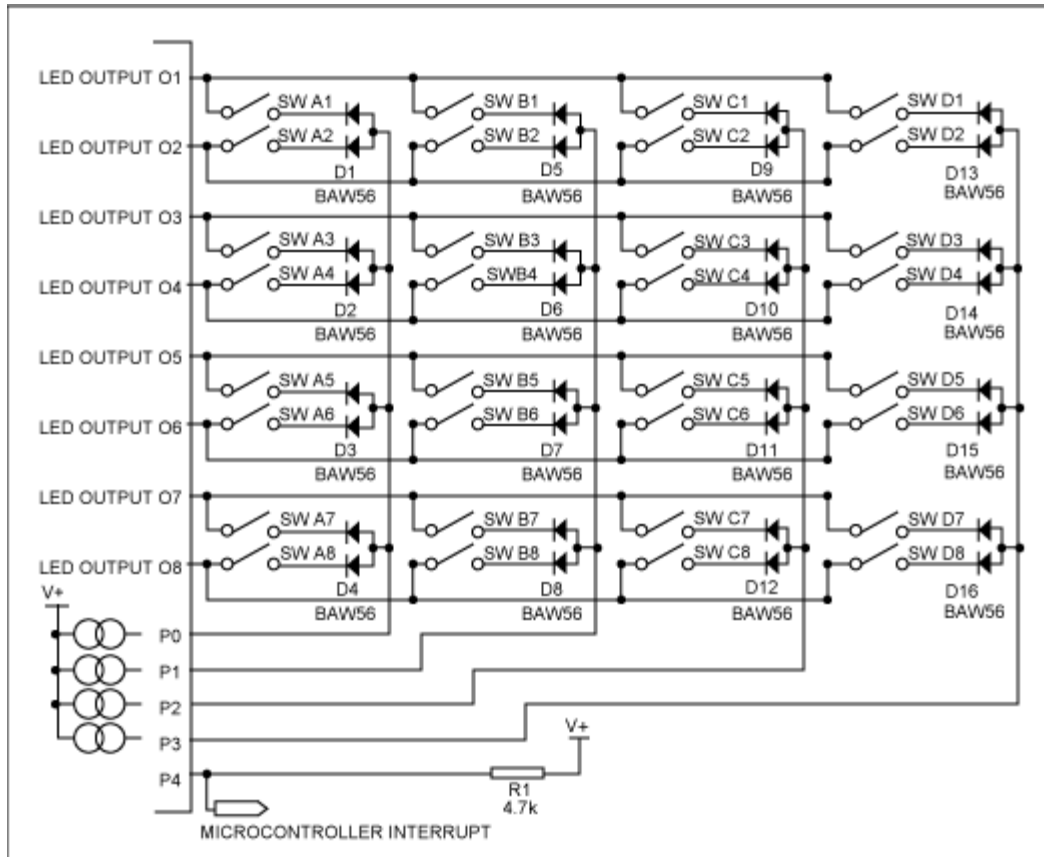 LED OUTPUT O1
SW A1 SW B1 SW C1 SW D1
LED OUTPUT O2
SW A2 SW B2 SW C2 SW D2
D1 D5 D9 D13
BAW56 BAW56 BAW56 BAW56
LED OUTPUT O3
SW A3 SW B3 SW C3 SW D3
LED OUTPUT O4
SW A4 SWB4 SW C4 SW D4
D2 D6 D10 D14
BAW56 BAW56 BAW56 BAW56
LED OUTPUT O5
SW A5 SW B5 SW C5 SW D5
LED OUTPUT O6
SW A6 SW B6 SW C6 SW D6
D3 D7 D11 D15
BAW56 BAW56 BAW56 BAW56
LED OUTPUT O7
SW A7 SW B7 SW C7 SW D7
LED OUTPUT O8
SW A8 SW B8 SW C8 SW D8
D4 D8 D12 D16
BAW56 BAW56 BAW56 BAW56
V+
P0
P1
P2
P3
P4
V+
R1
4.7k
MICROCONTROLLER INTERRUPT